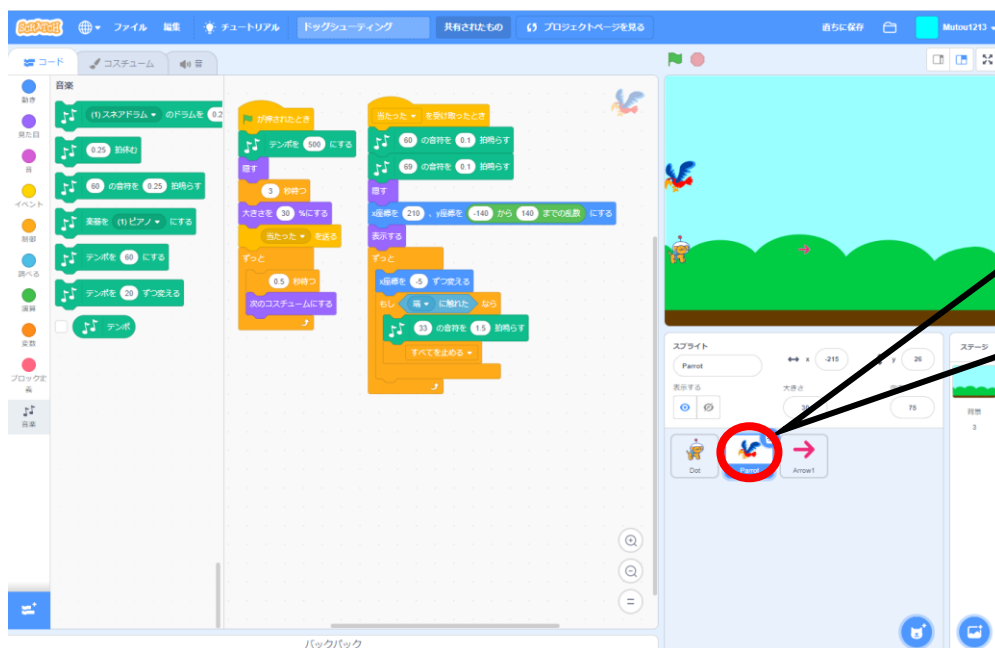 SCRATCH
ファイル 編集 チュートリアル ドッグシューティング 共有されたもの プロジェクトページを見る 直ちに保存 Mutou1213
コード コスチューム 音
動き
見た目
音
イベント
制御
調べる
演算
変数
ブロック定義
音楽
音楽
(1)スネアドラム のドラムを 0.2
0.25 拍休む
60 の音符を 0.25 拍鳴らす
楽器を (1)ピアノ にする
テンポを 60 にする
テンポを 20 ずつ変える
テンポ
が押されたとき
テンポを 500 にする
隠す
3 秒待つ
大きさを 30 %にする
当たった を送る
ずっと
0.5 秒待つ
次のコスチュームにする
当たった を受け取ったとき
60 の音符を 0.1 拍鳴らす
69 の音符を 0.1 拍鳴らす
隠す
x座標を 210 、y座標を -140 から 140 までの乱数 にする
表示する
ずっと
x座標を -5 ずつ変える
もし 端 に触れた なら
33 の音符を 1.5 拍鳴らす
すべてを止める
バックパック
スプライト
Parrot x -215 y 26
表示する 大きさ
30 75
Dot Parrot Arrow1
ステージ
背景
3